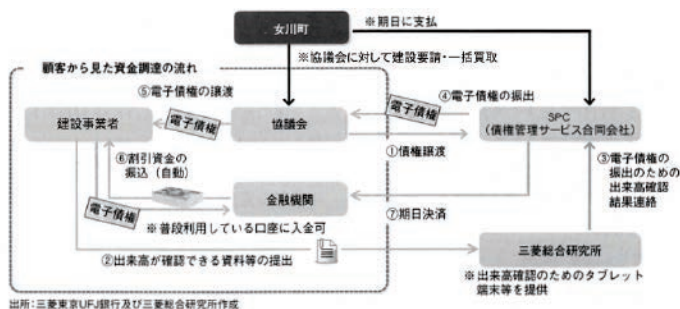 女川町
※期日に支払
※協議会に対して建設要請・一括買取
顧客から見た資金調達の流れ
⑤電子債権の譲渡
④電子債権の振出
建設事業者
電子債権
協議会
電子債権
SPC
(債権管理サービス合同会社)
①債権譲渡
⑥割引資金の
振込(自動)
③電子債権の
振出のための
出来高確認
結果連絡
金融機関
電子債権
※普段利用している口座に入金可
⑦期日決済
②出来高が確認できる資料等の提出
三菱総合研究所
※出来高確認のためのタブレット
端末等を提供
出所:三菱東京UFJ銀行及び三菱総合研究所作成